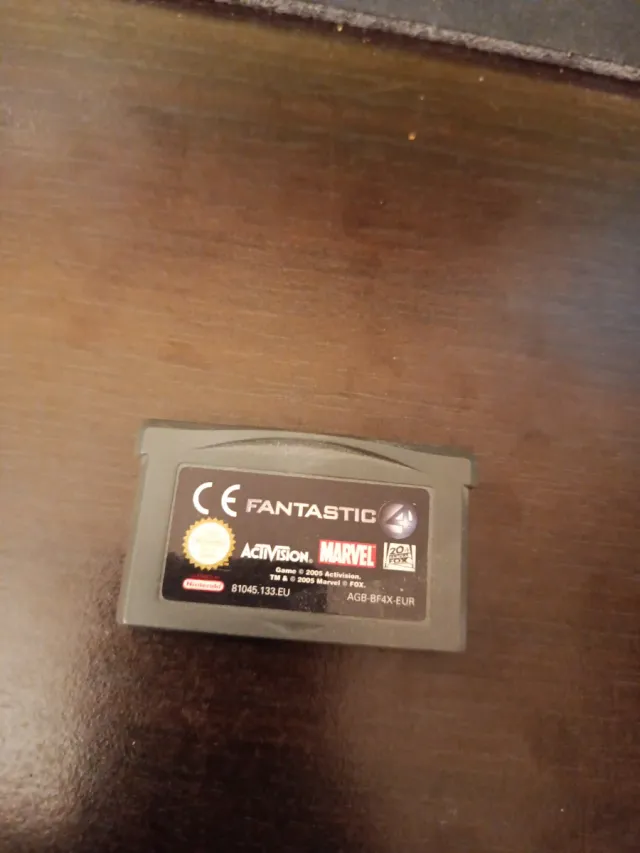 CE FANTASTIC 4
ACTIVISION. MARVEL 20th CENTURY FOX
Game © 2005 Activision.
TM & © 2005 Marvel © FOX.
Nintendo 81045.133.EU AGB-BF4X-EUR